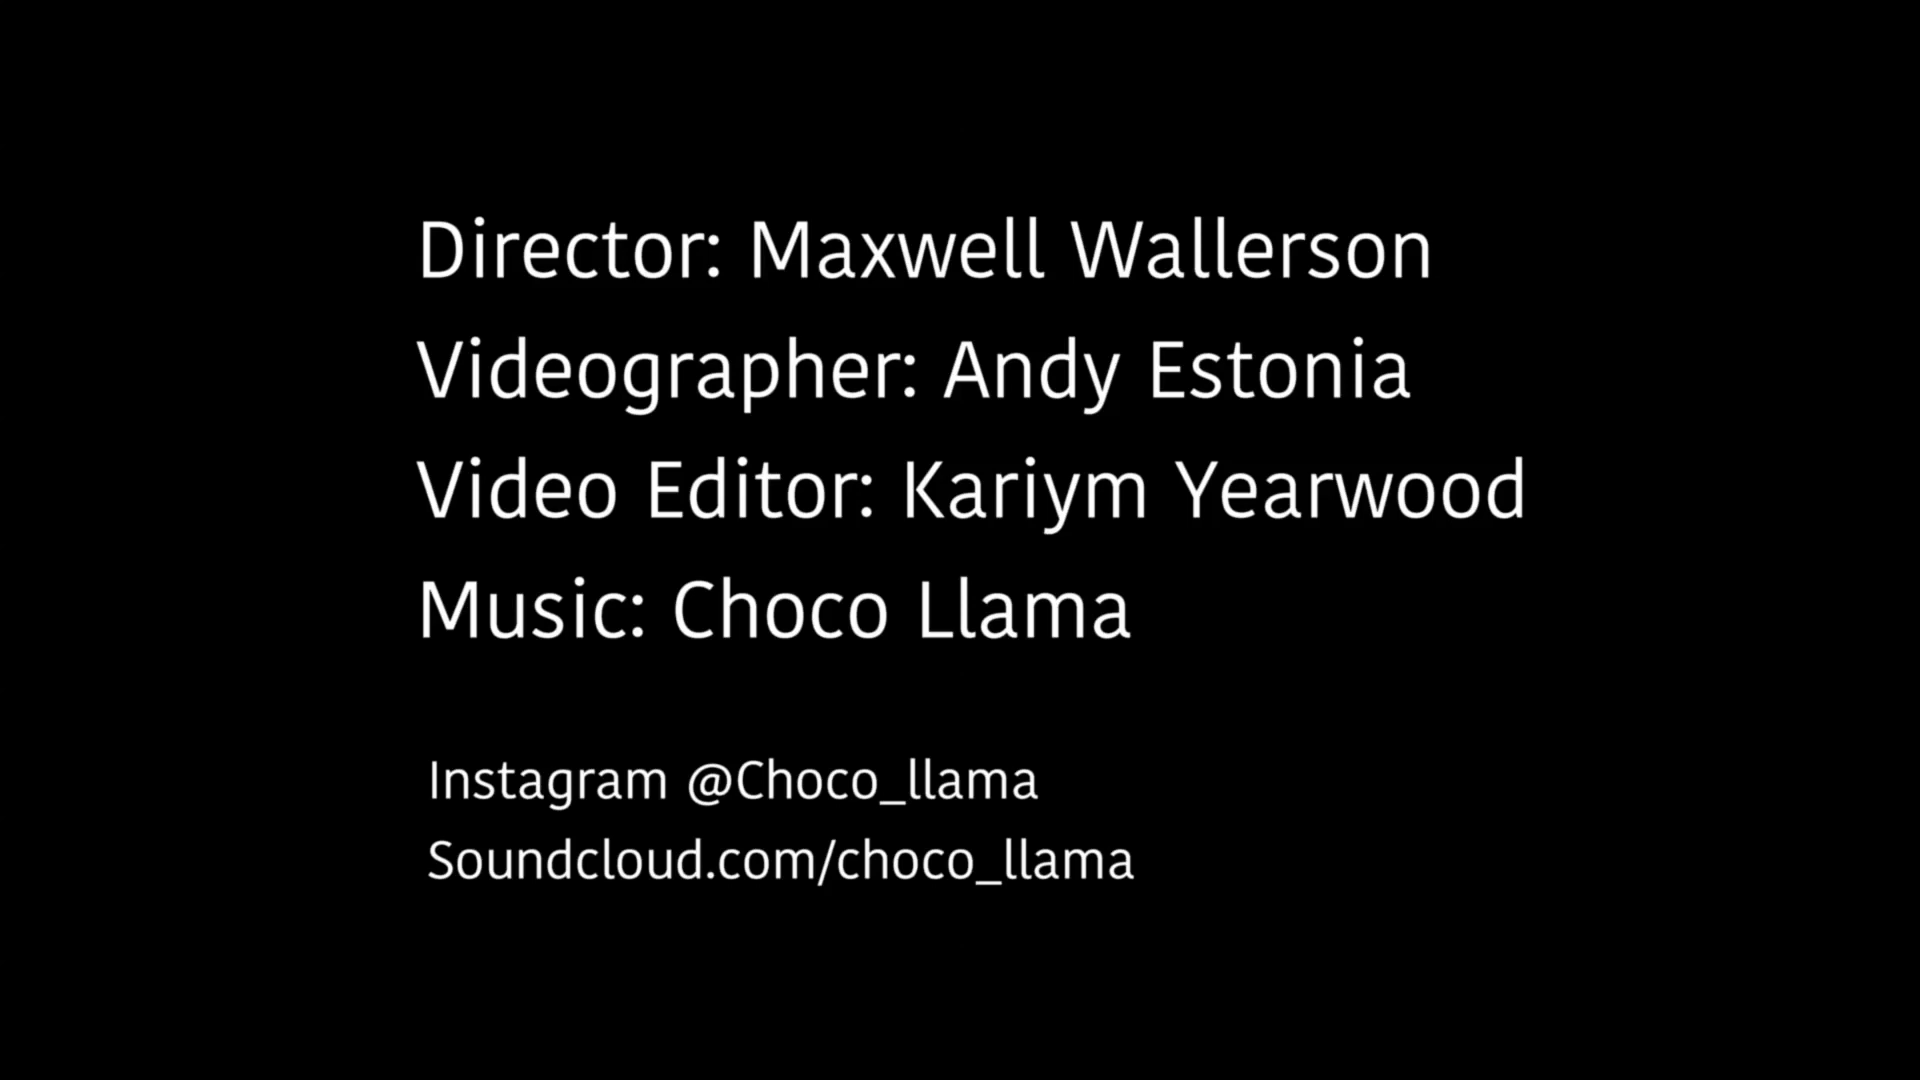 Director: Maxwell Wallerson
Videographer: Andy Estonia
Video Editor: Kariym Yearwood
Music: Choco Llama
Instagram @Choco_llama
Soundcloud.com/choco_llama